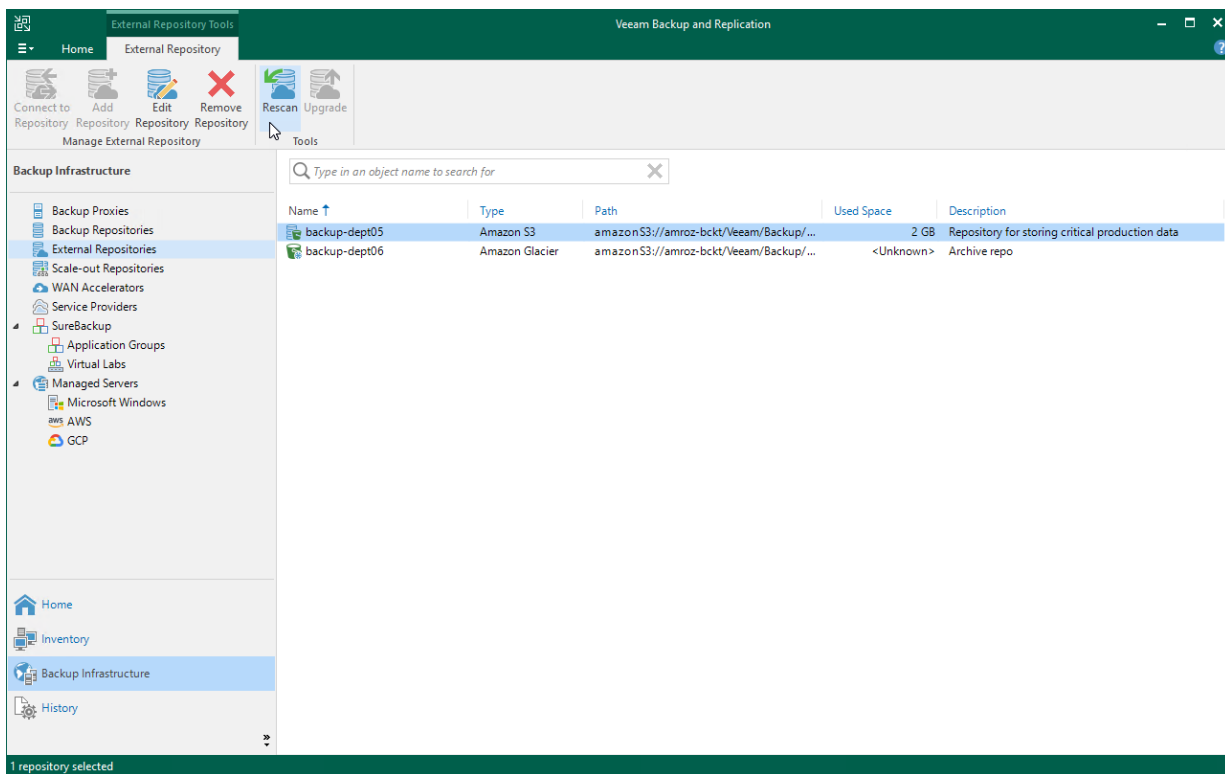 External Repository Tools
Veeam Backup and Replication
Home
External Repository
Connect to Repository
Add Repository
Edit Repository
Remove Repository
Rescan
Upgrade
Manage External Repository
Tools
Backup Infrastructure
Type in an object name to search for
Backup Proxies
Backup Repositories
External Repositories
Scale-out Repositories
WAN Accelerators
Service Providers
SureBackup
Application Groups
Virtual Labs
Managed Servers
Microsoft Windows
aws AWS
GCP
Name Type Path Used Space Description
backup-dept05 Amazon S3 amazonS3://amroz-bckt/Veeam/Backup/... 2 GB Repository for storing critical production data
backup-dept06 Amazon Glacier amazonS3://amroz-bckt/Veeam/Backup/... <Unknown> Archive repo
Home
Inventory
Backup Infrastructure
History
1 repository selected